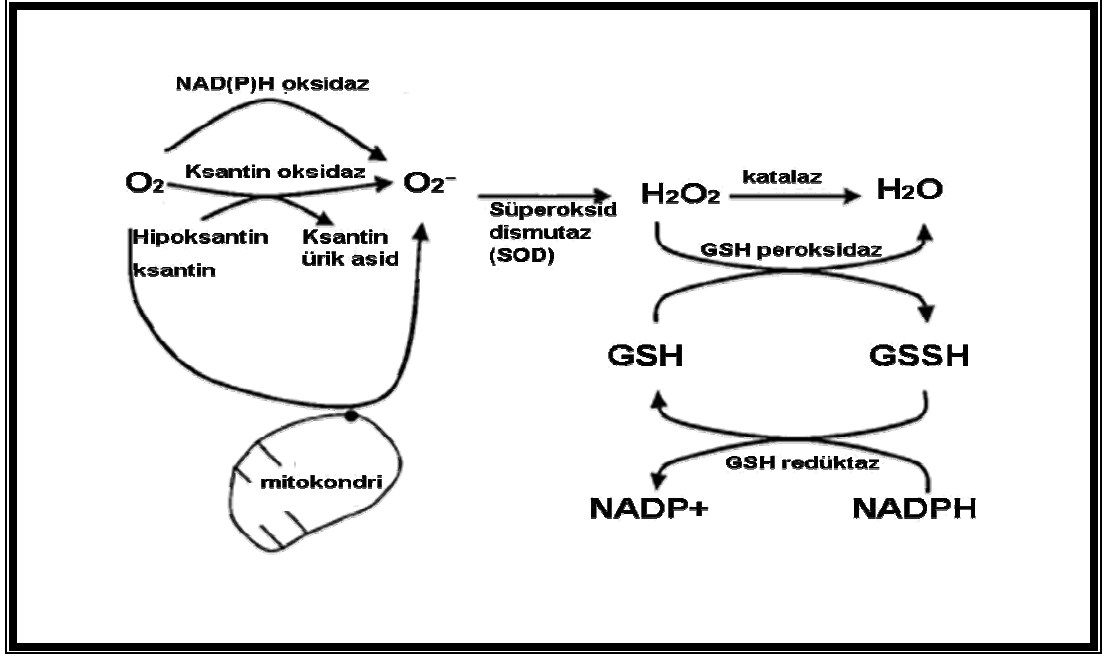 NAD(P)H oksidaz
O2
Ksantin oksidaz
O2⁻
Hipoksantin
ksantin
Ksantin
ürik asid
Süperoksid
dismutaz
(SOD)
H2O2
katalaz
H2O
GSH peroksidaz
GSH
GSSH
GSH redüktaz
NADP+
NADPH
mitokondri